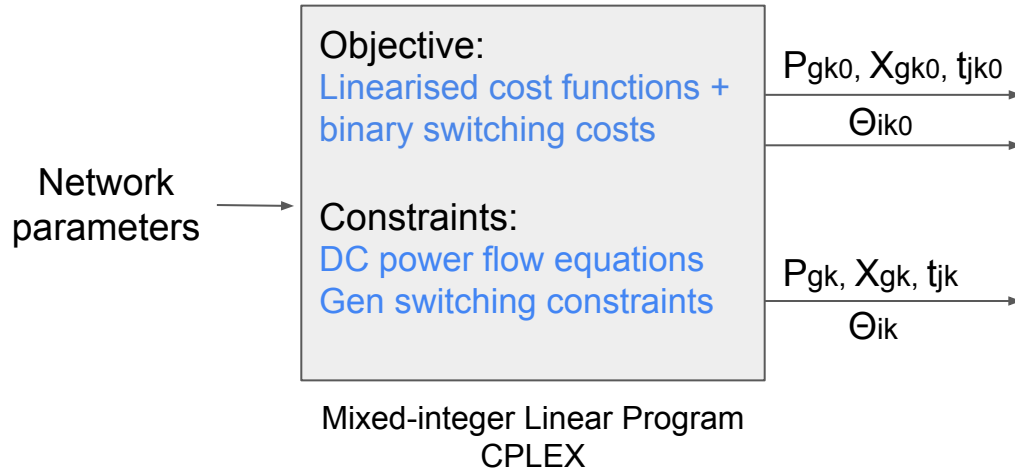 Network
parameters
Objective:
Linearised cost functions +
binary switching costs
Constraints:
DC power flow equations
Gen switching constraints
Pgk0, Xgk0, tjk0
Θik0
Pgk, Xgk, tjk
Θik
Mixed-integer Linear Program
CPLEX